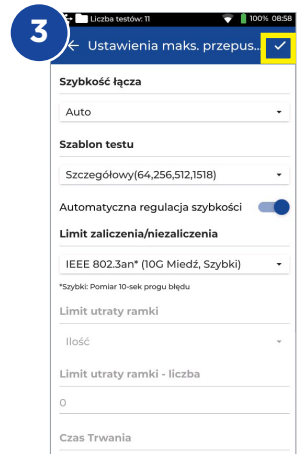 3
Liczba testów: 11
100% 08:58
Ustawienia maks. przepus...
Szybkość łącza
Auto
Szablon testu
Szczegółowy(64,256,512,1518)
Automatyczna regulacja szybkości
Limit zaliczenia/niezaliczenia
IEEE 802.3an* (10G Miedź, Szybki)
*Szybki: Pomiar 10-sek progu błędu
Limit utraty ramki
Ilość
Limit utraty ramki - liczba
0
Czas Trwania